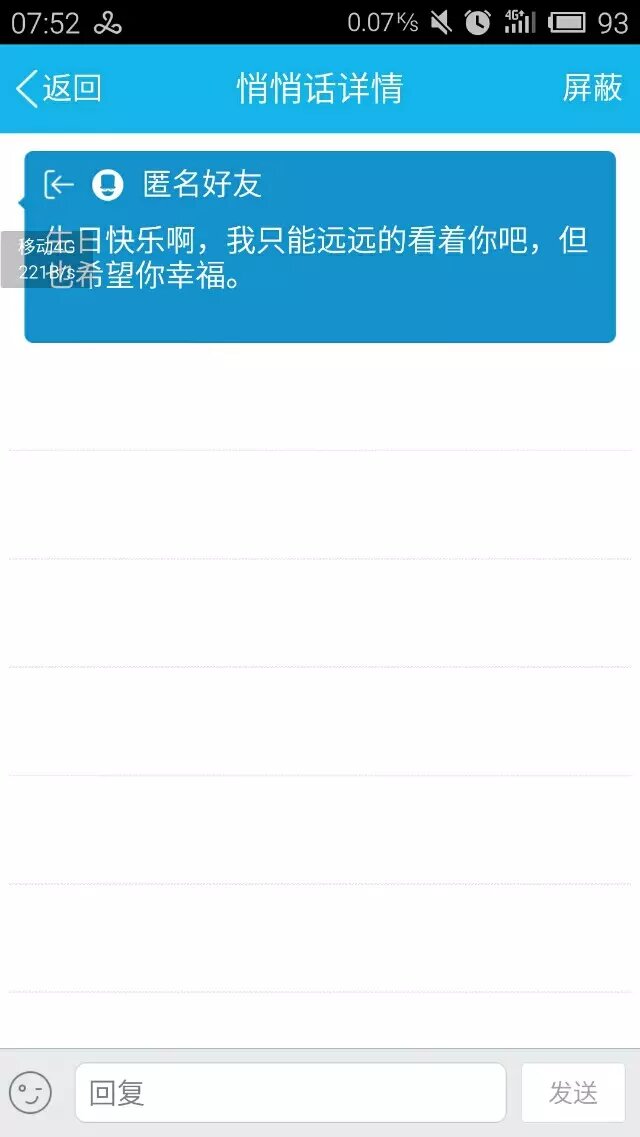 07:52 0.07K/s 4G 93
返回 悄悄话详情 屏蔽
匿名好友
生日快乐啊，我只能远远的看着你吧，但
也希望你幸福。
移动4G
221B/s
回复 发送